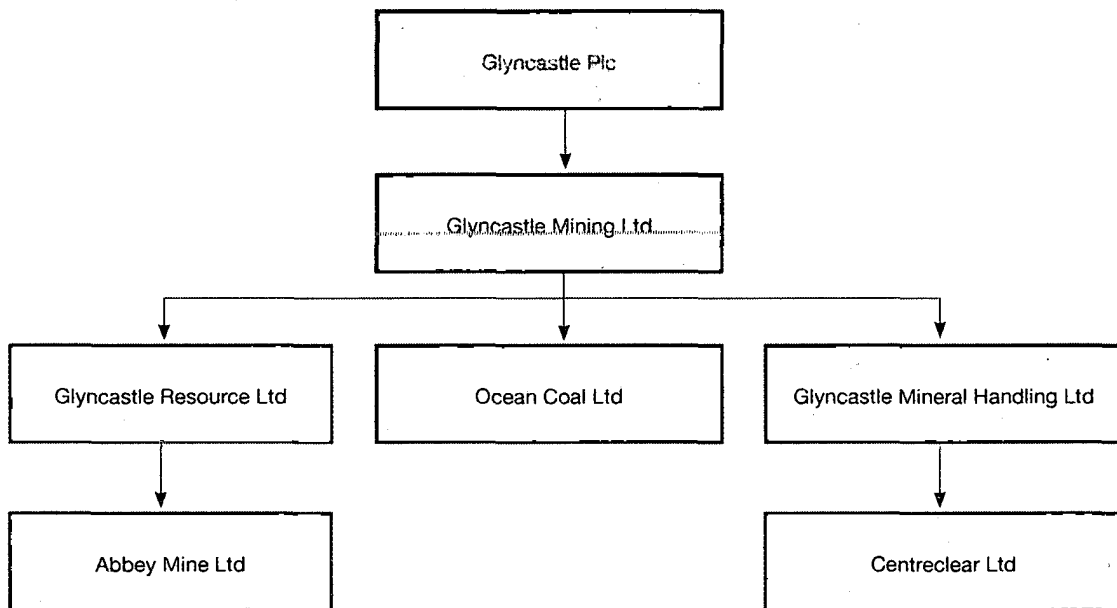 Glyncastle Plc
Glyncastle Mining Ltd
Glyncastle Resource Ltd
Ocean Coal Ltd
Glyncastle Mineral Handling Ltd
Abbey Mine Ltd
Centreclear Ltd